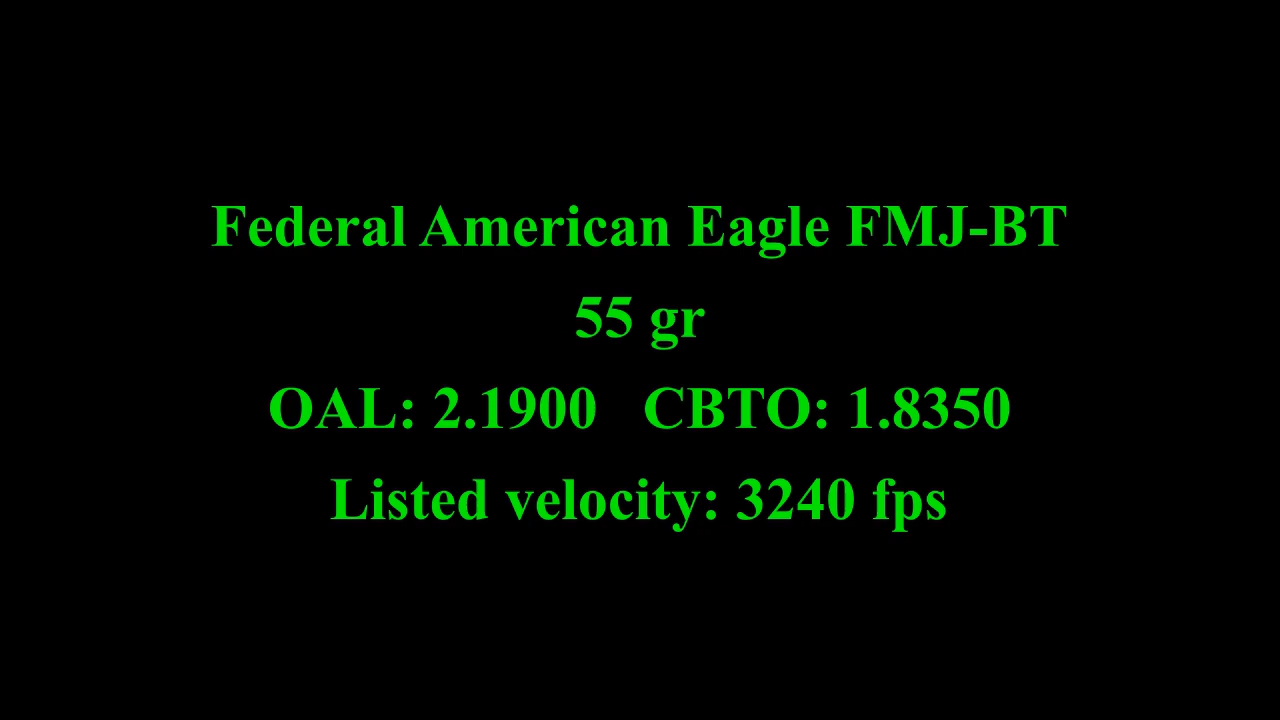 Federal American Eagle FMJ-BT
55 gr
OAL: 2.1900   CBTO: 1.8350
Listed velocity: 3240 fps